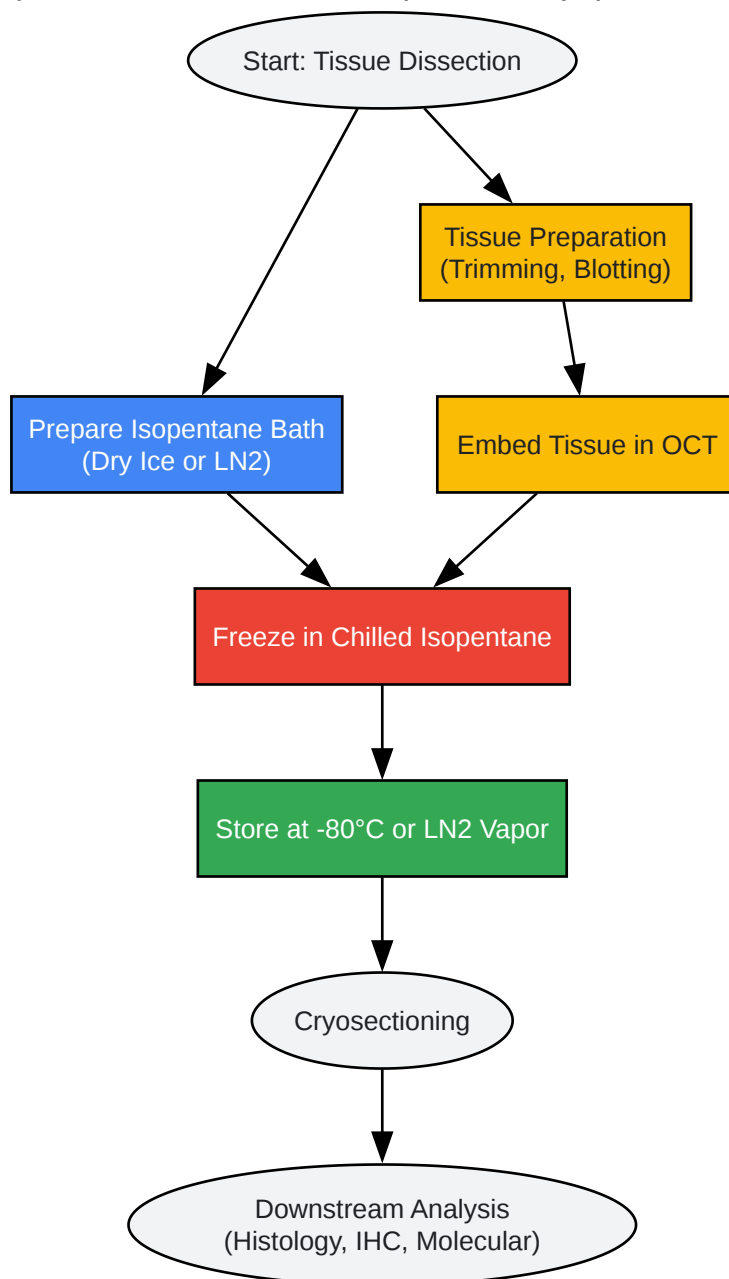 Start: Tissue Dissection
Tissue Preparation
(Trimming, Blotting)
Prepare Isopentane Bath
(Dry Ice or LN2)
Embed Tissue in OCT
Freeze in Chilled Isopentane
Store at -80°C or LN2 Vapor
Cryosectioning
Downstream Analysis
(Histology, IHC, Molecular)